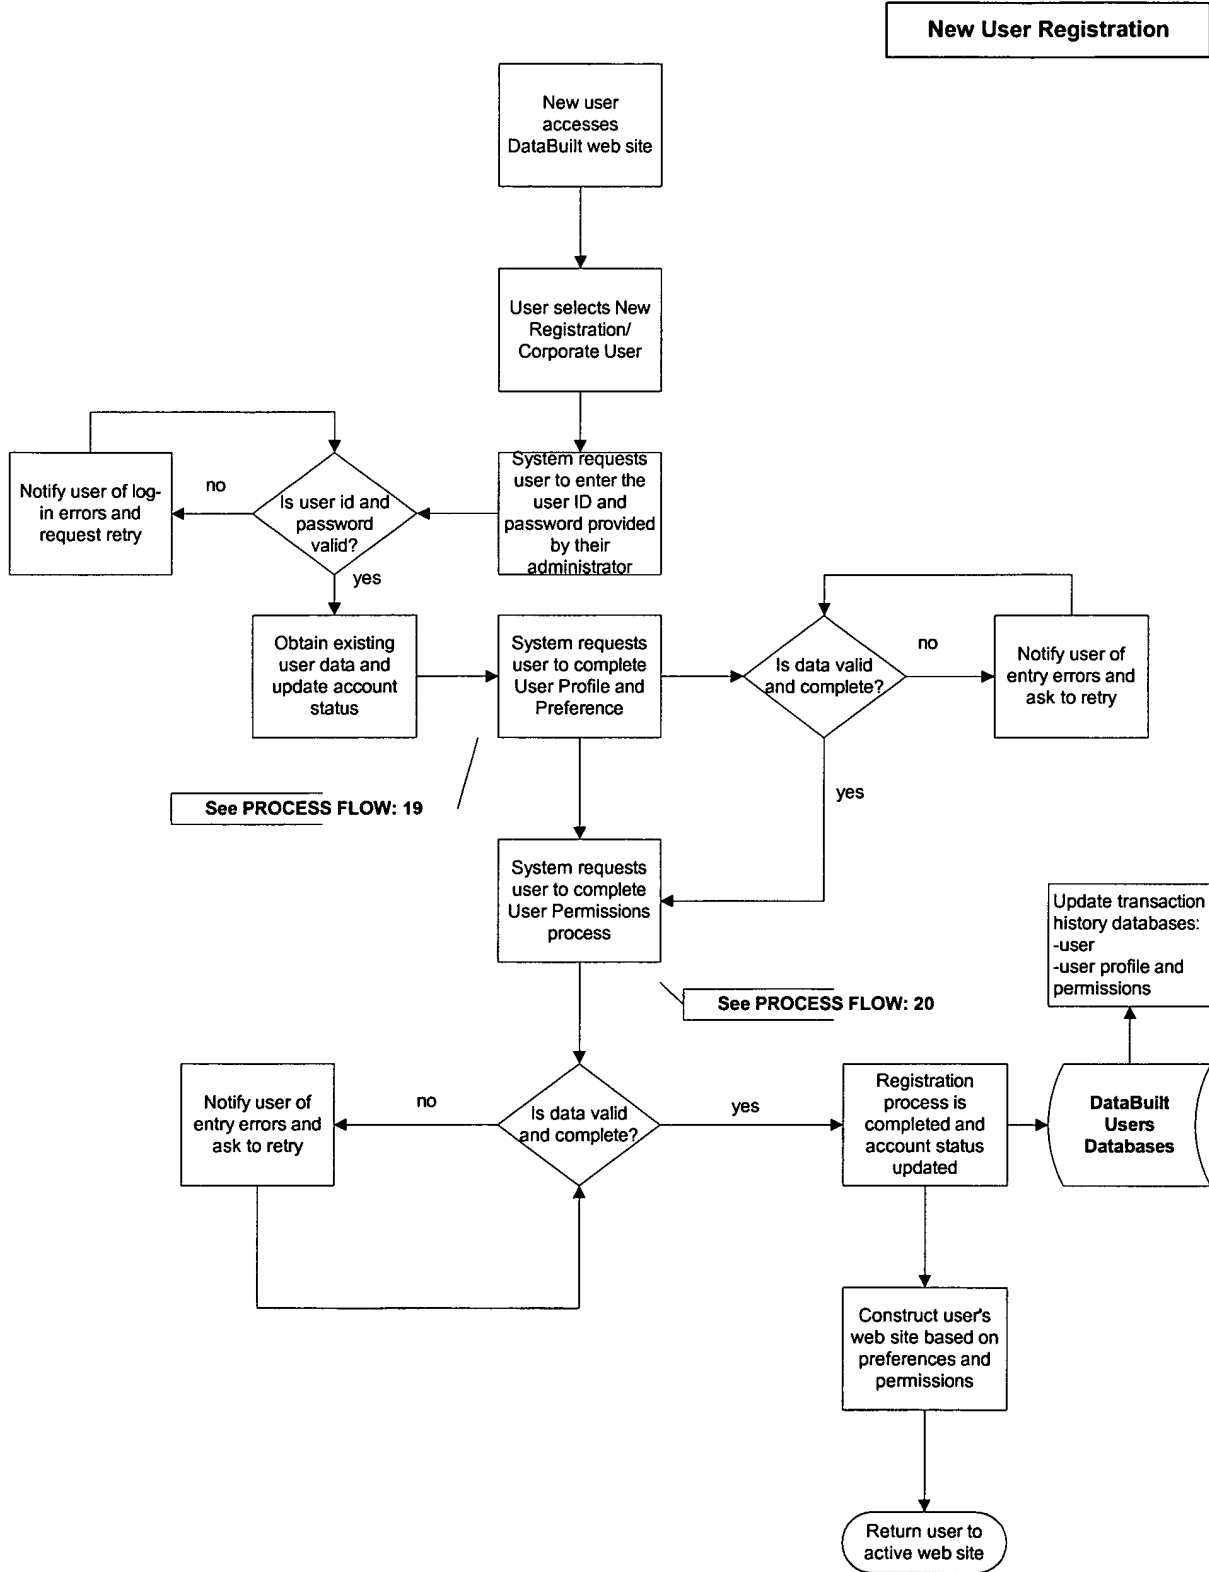 New User Registration
New user
accesses
DataBuilt web site
User selects New
Registration/
Corporate User
System requests
user to enter the
user ID and
password provided
by their
administrator
Is user id and
password
valid?
no
Notify user of log-
in errors and
request retry
yes
Obtain existing
user data and
update account
status
System requests
user to complete
User Profile and
Preference
Is data valid
and complete?
no
Notify user of
entry errors and
ask to retry
yes
See PROCESS FLOW: 19
System requests
user to complete
User Permissions
process
See PROCESS FLOW: 20
Update transaction
history databases:
-user
-user profile and
permissions
Notify user of
entry errors and
ask to retry
no
Is data valid
and complete?
yes
Registration
process is
completed and
account status
updated
DataBuilt
Users
Databases
Construct user's
web site based on
preferences and
permissions
Return user to
active web site